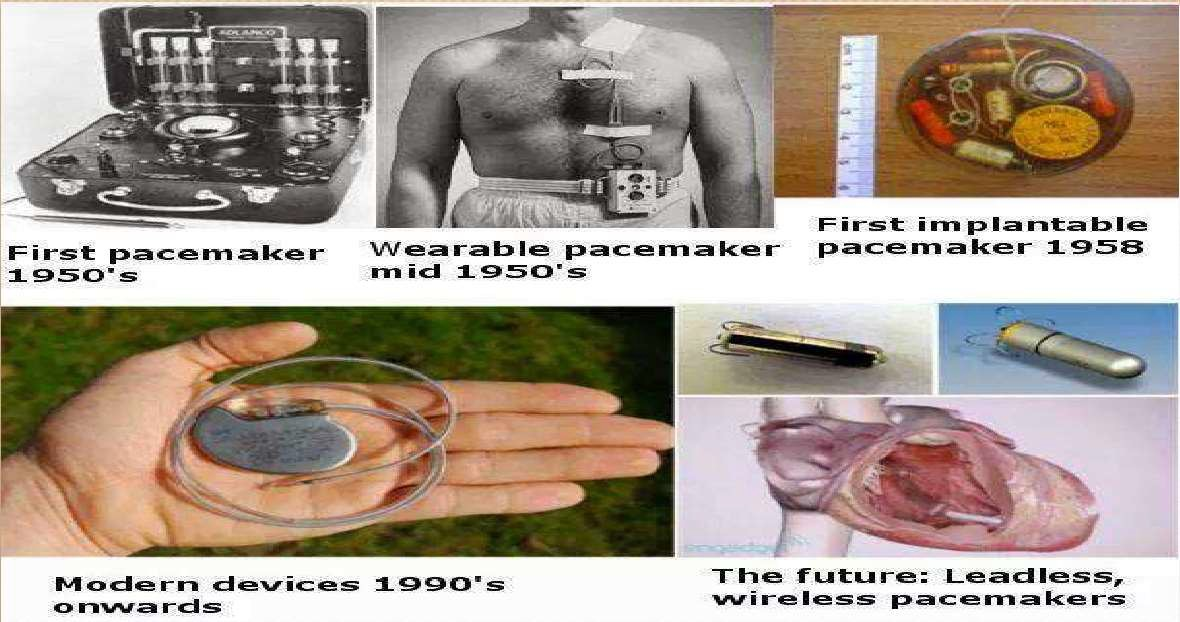 First pacemaker
1950's
Wearable pacemaker
mid 1950's
First implantable
pacemaker 1958
Modern devices 1990's
onwards
The future: Leadless,
wireless pacemakers